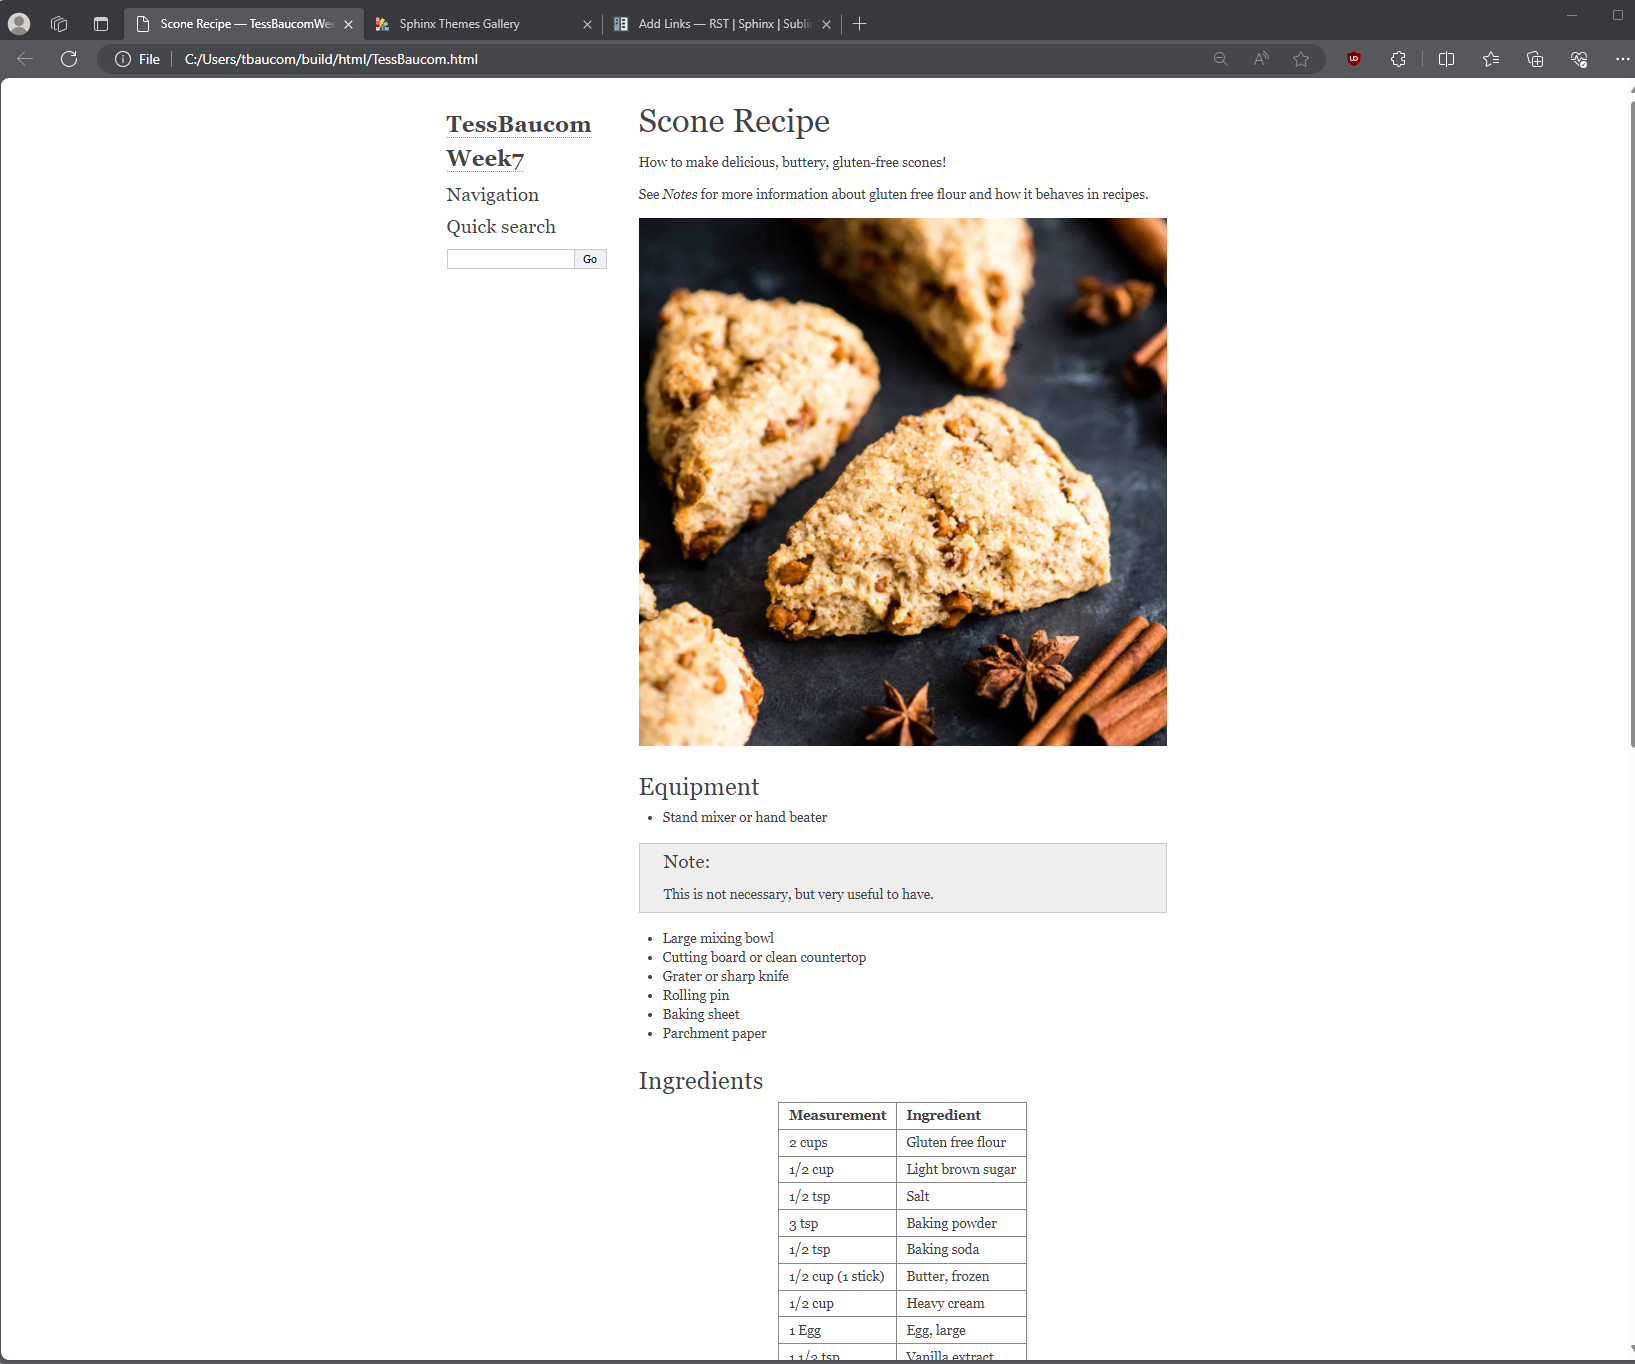 Scone Recipe — TessBaucomWe
Sphinx Themes Gallery
Add Links — RST | Sphinx | Subli
File
C:/Users/tbaucom/build/html/TessBaucom.html
TessBaucom
Week7
Navigation
Quick search
Go
Scone Recipe
How to make delicious, buttery, gluten-free scones!
See Notes for more information about gluten free flour and how it behaves in recipes.
Equipment
• Stand mixer or hand beater
Note:
This is not necessary, but very useful to have.
• Large mixing bowl
• Cutting board or clean countertop
• Grater or sharp knife
• Rolling pin
• Baking sheet
• Parchment paper
Ingredients
Measurement Ingredient
2 cups Gluten free flour
1/2 cup Light brown sugar
1/2 tsp Salt
3 tsp Baking powder
1/2 tsp Baking soda
1/2 cup (1 stick) Butter, frozen
1/2 cup Heavy cream
1 Egg Egg, large
tsp Vanilla extract